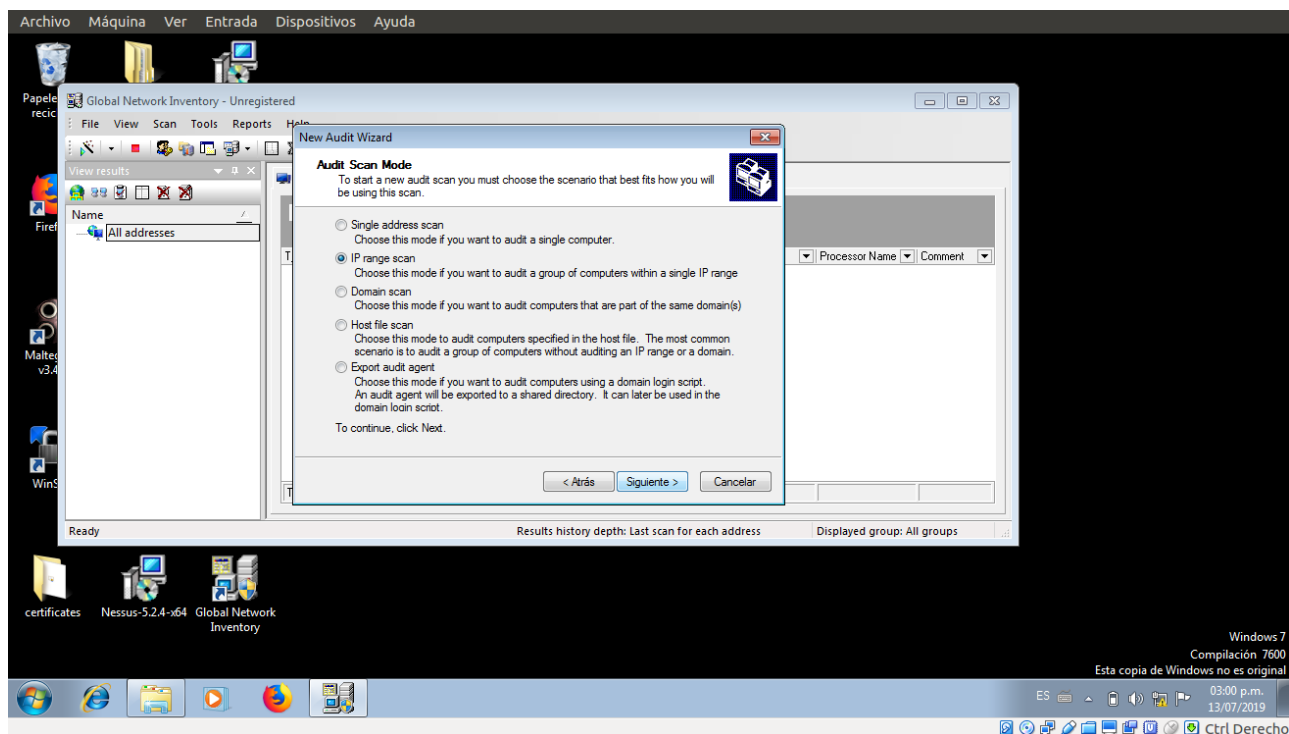 Archivo Máquina Ver Entrada Dispositivos Ayuda
Papele
recic
Global Network Inventory - Unregistered
File View Scan Tools Reports Help
View results
Name
All addresses
New Audit Wizard
Audit Scan Mode
To start a new audit scan you must choose the scenario that best fits how you will
be using this scan.
Single address scan
Choose this mode if you want to audit a single computer.
IP range scan
Choose this mode if you want to audit a group of computers within a single IP range
Domain scan
Choose this mode if you want to audit computers that are part of the same domain(s)
Host file scan
Choose this mode to audit computers specified in the host file. The most common
scenario is to audit a group of computers without auditing an IP range or a domain.
Export audit agent
Choose this mode if you want to audit computers using a domain login script.
An audit agent will be exported to a shared directory. It can later be used in the
domain login script.
To continue, click Next.
< Atrás Siguiente > Cancelar
Processor Name Comment
Ready Results history depth: Last scan for each address Displayed group: All groups
Firef
Malteg
v3.4
WinS
certificates Nessus-5.2.4-x64 Global Network
Inventory
Windows 7
Compilación 7600
Esta copia de Windows no es original
ES 03:00 p.m.
13/07/2019
Ctrl Derecho